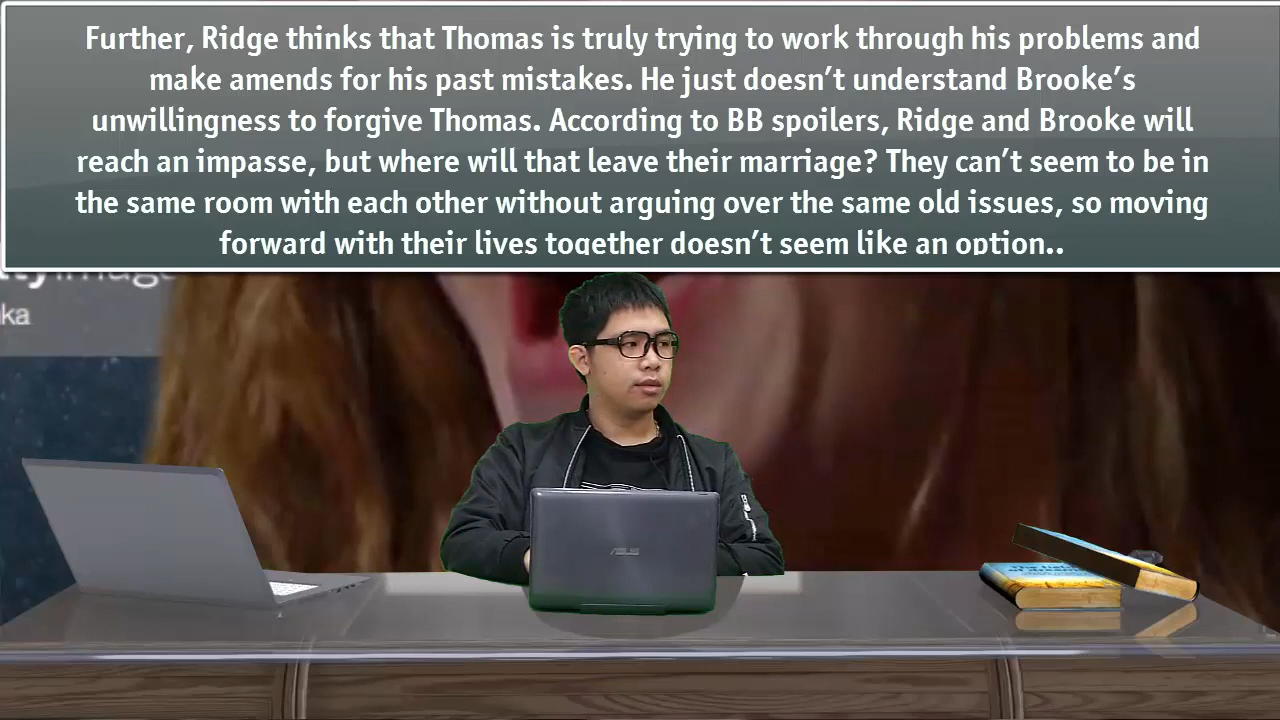 Further, Ridge thinks that Thomas is truly trying to work through his problems and
make amends for his past mistakes. He just doesn’t understand Brooke’s
unwillingness to forgive Thomas. According to BB spoilers, Ridge and Brooke will
reach an impasse, but where will that leave their marriage? They can’t seem to be in
the same room with each other without arguing over the same old issues, so moving
forward with their lives together doesn’t seem like an option..
ASUS